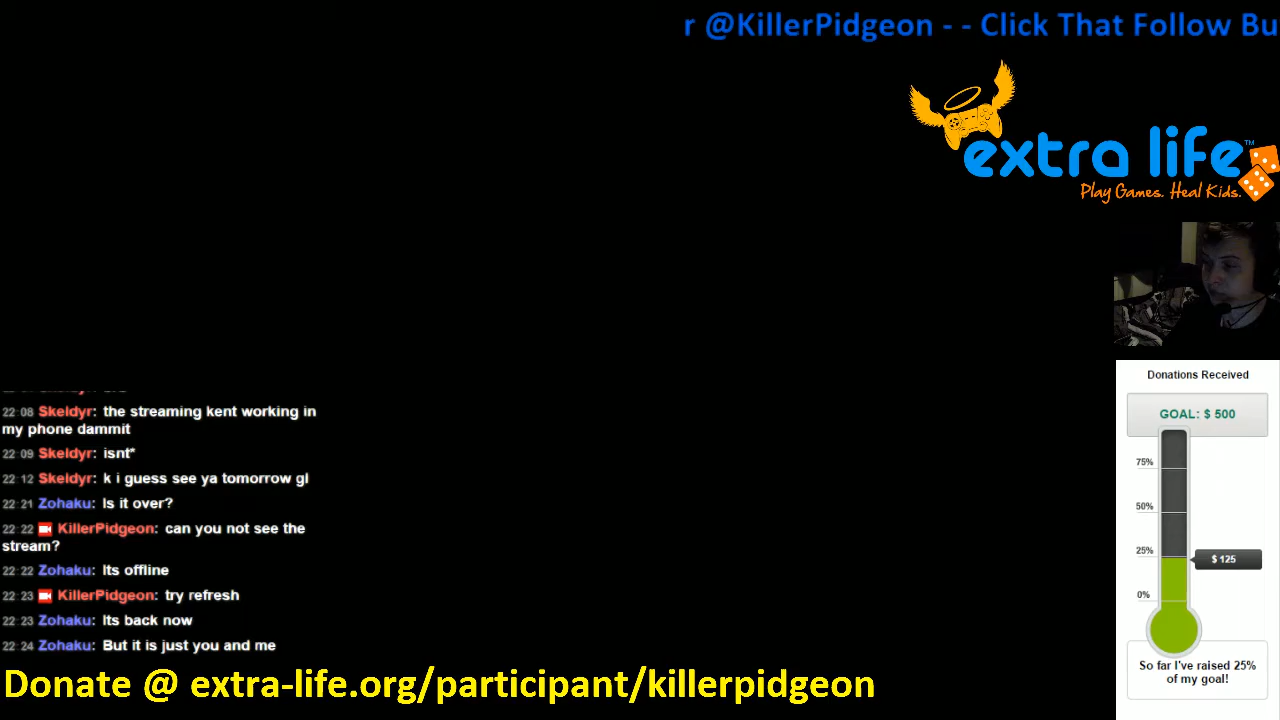 r @KillerPidgeon - - Click That Follow Bu
extra life™
Play Games. Heal Kids.
22:08 Skeldyr: the streaming kent working in
my phone dammit
22:09 Skeldyr: isnt*
22:12 Skeldyr: k i guess see ya tomorrow gl
22:21 Zohaku: Is it over?
22:22 KillerPidgeon: can you not see the
stream?
22:22 Zohaku: Its offline
22:23 KillerPidgeon: try refresh
22:23 Zohaku: Its back now
22:24 Zohaku: But it is just you and me
Donations Received
GOAL: $ 500
75%
50%
25%
$ 125
0%
So far I've raised 25%
of my goal!
Donate @ extra-life.org/participant/killerpidgeon